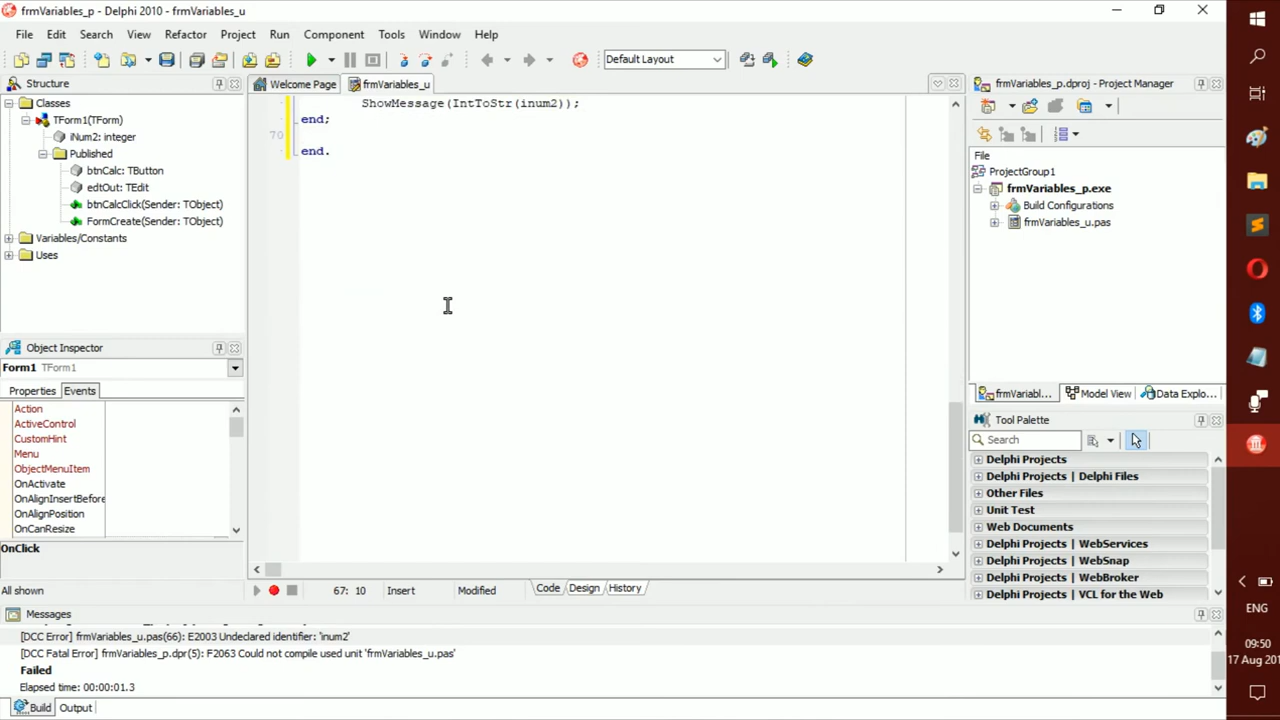 frmVariables_p - Delphi 2010 - frmVariables_u
File Edit Search View Refactor Project Run Component Tools Window Help
Default Layout
Structure
Classes
TForm1(TForm)
iNum2: integer
Published
btnCalc: TButton
edtOut: TEdit
btnCalcClick(Sender: TObject)
FormCreate(Sender: TObject)
Variables/Constants
Uses
Object Inspector
Form1 TForm1
Properties Events
Action
ActiveControl
CustomHint
Menu
ObjectMenuItem
OnActivate
OnAlignInsertBefore
OnAlignPosition
OnCanResize
OnClick
All shown
Welcome Page frmVariables_u
ShowMessage(IntToStr(inum2));
end;
70
end.
67: 10 Insert Modified Code Design History
frmVariables_p.dproj - Project Manager
File
ProjectGroup1
frmVariables_p.exe
Build Configurations
frmVariables_u.pas
frmVariabl... Model View Data Explo...
Tool Palette
Search
Delphi Projects
Delphi Projects | Delphi Files
Other Files
Unit Test
Web Documents
Delphi Projects | WebServices
Delphi Projects | WebSnap
Delphi Projects | WebBroker
Delphi Projects | VCL for the Web
Messages
[DCC Error] frmVariables_u.pas(66): E2003 Undeclared identifier: 'inum2'
[DCC Fatal Error] frmVariables_p.dpr(5): F2063 Could not compile used unit 'frmVariables_u.pas'
Failed
Elapsed time: 00:00:01.3
Build Output
ENG
09:50
17 Aug 201